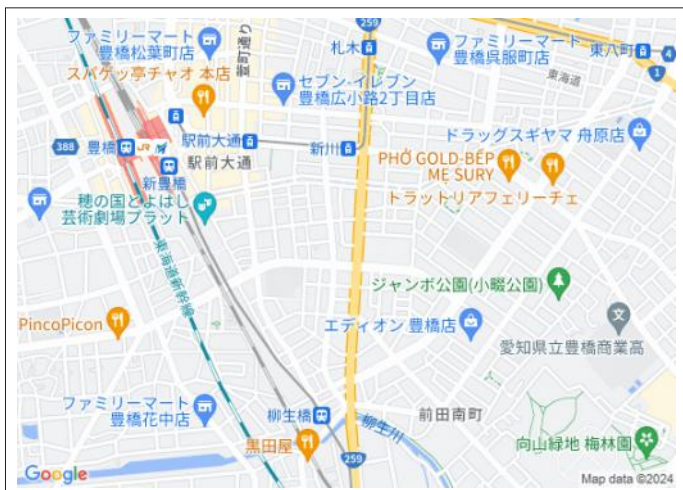 259
札木
ファミリーマート
豊橋松葉町店
スパゲッ亭チャオ 本店
萱町通り
ファミリーマート
豊橋呉服町店
東八町
4
1
東海道
セブン-イレブン
豊橋広小路2丁目店
388
豊橋
JR
駅前大通
駅前大通
新川
新豊橋
ドラッグスギヤマ 舟原店
PHỞ GOLD-BẾP
ME SURY
トラットリアフェリーチェ
穂の国とよはし
芸術劇場プラット
東海道新幹線
ジャンボ公園(小畷公園)
PincoPicon
エディオン 豊橋店
文
愛知県立豊橋商業高
ファミリーマート
豊橋花中店
柳生橋
柳生川
前田南町
黒田屋
259
向山緑地 梅林園
Google
Map data ©2024